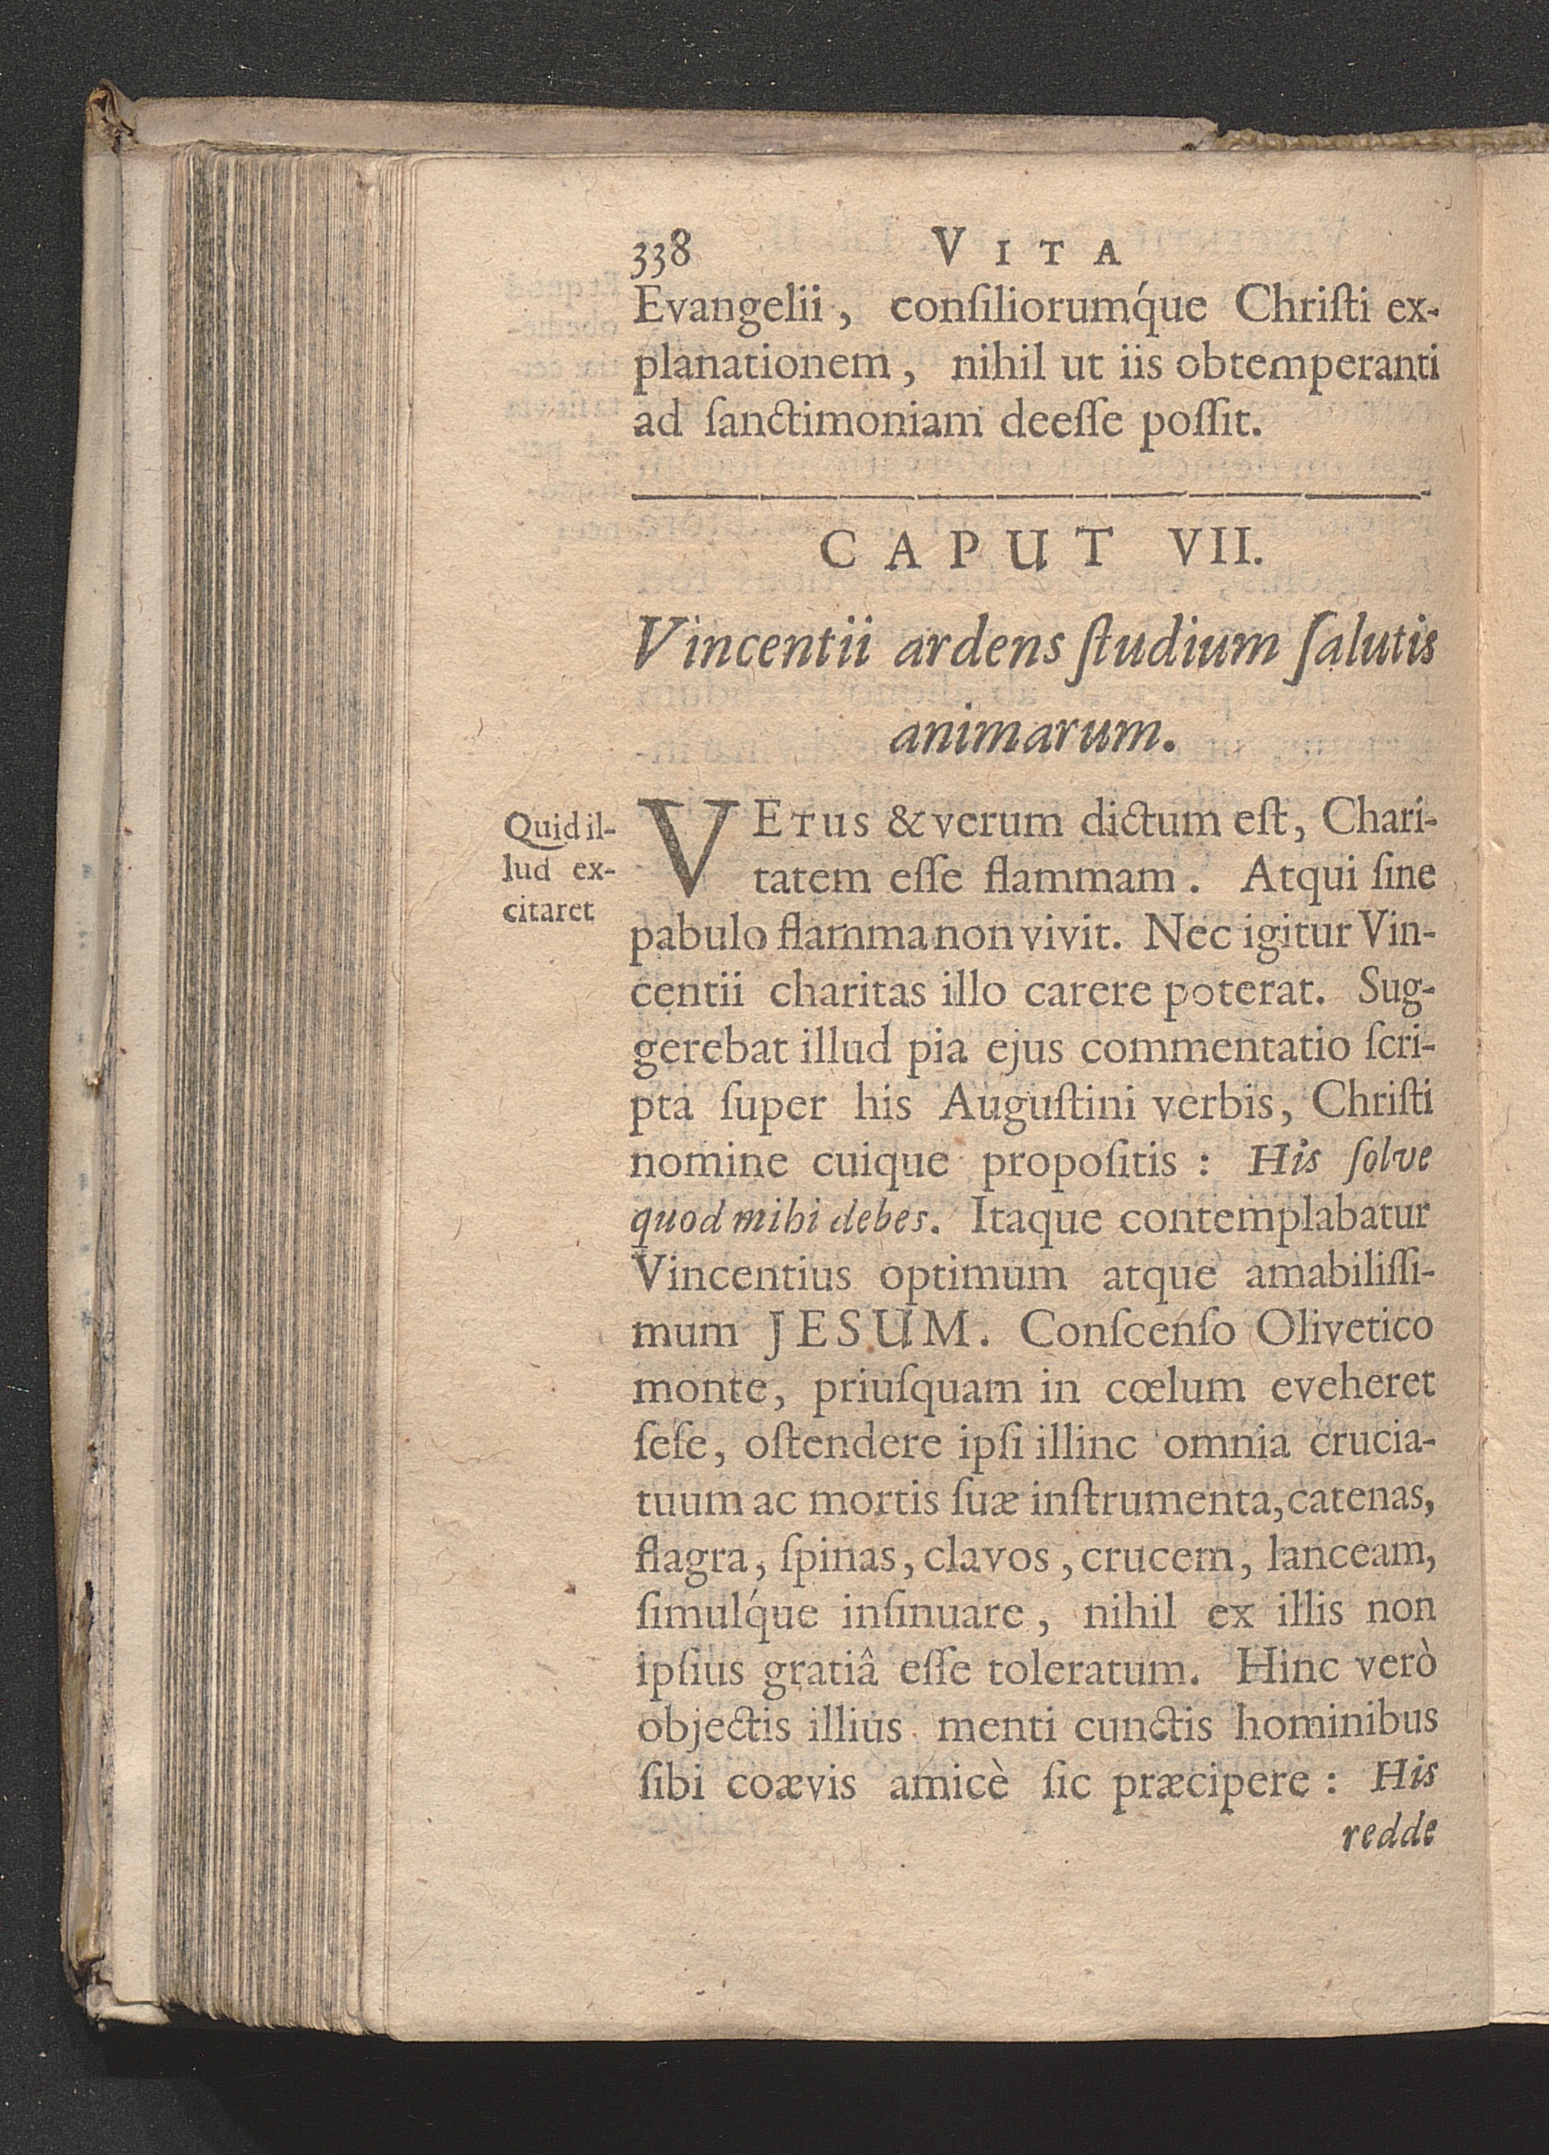 338 VITA
Evangelii, conſiliorumq́ue Chriſti ex-
planationem, nihil ut iis obtemperanti
ad ſanctimoniam deeſſe poſſit.
CAPUT VII.
Vincentii ardens ſtudium ſalutis
animarum.
Quid il-
lud ex-
citaret
VETUS & verum dictum eſt, Chari-
tatem eſſe flammam. Atqui ſine
pabulo flamma non vivit. Nec igitur Vin-
centii charitas illo carere poterat. Sug-
gerebat illud pia ejus commentatio ſcri-
pta ſuper his Auguſtini verbis, Chriſti
nomine cuique propoſitis: His ſolve
quod mihi debes. Itaque contemplabatur
Vincentius optimum atque amabiliſſi-
mum JESUM. Conſcenſo Olivetico
monte, priuſquam in cœlum eveheret
ſeſe, oſtendere ipſi illinc omnia crucia-
tuum ac mortis ſuæ inſtrumenta, catenas,
flagra, ſpinas, clavos, crucem, lanceam,
ſimulq́ue inſinuare, nihil ex illis non
ipſius gratiâ eſſe toleratum. Hinc verò
objectis illius menti cunctis hominibus
ſibi coævis amicè ſic præcipere: His
redde